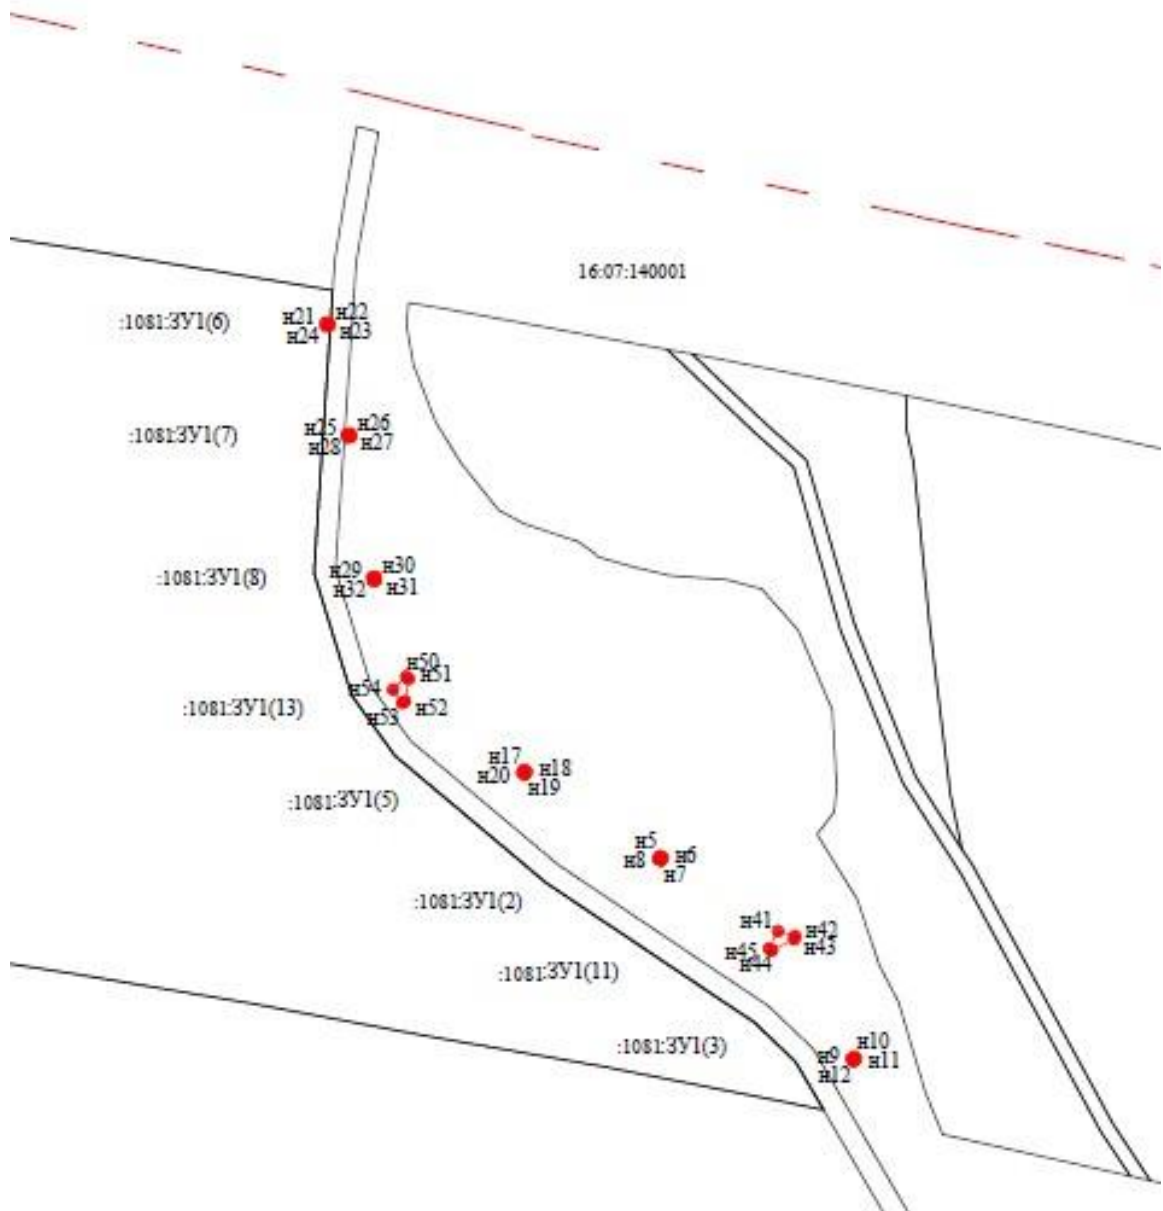 16:07:140001
:1081:ЗУ1(6)
н21
н22
н24
н23
:1081:ЗУ1(7)
н25
н26
н28
н27
:1081:ЗУ1(8)
н29
н30
н32
н31
:1081:ЗУ1(13)
н50
н51
н54
н53
н52
:1081:ЗУ1(5)
н17
н18
н20
н19
:1081:ЗУ1(2)
н5
н6
н8
н7
:1081:ЗУ1(11)
н41
н42
н45
н43
н44
:1081:ЗУ1(3)
н9
н10
н12
н11